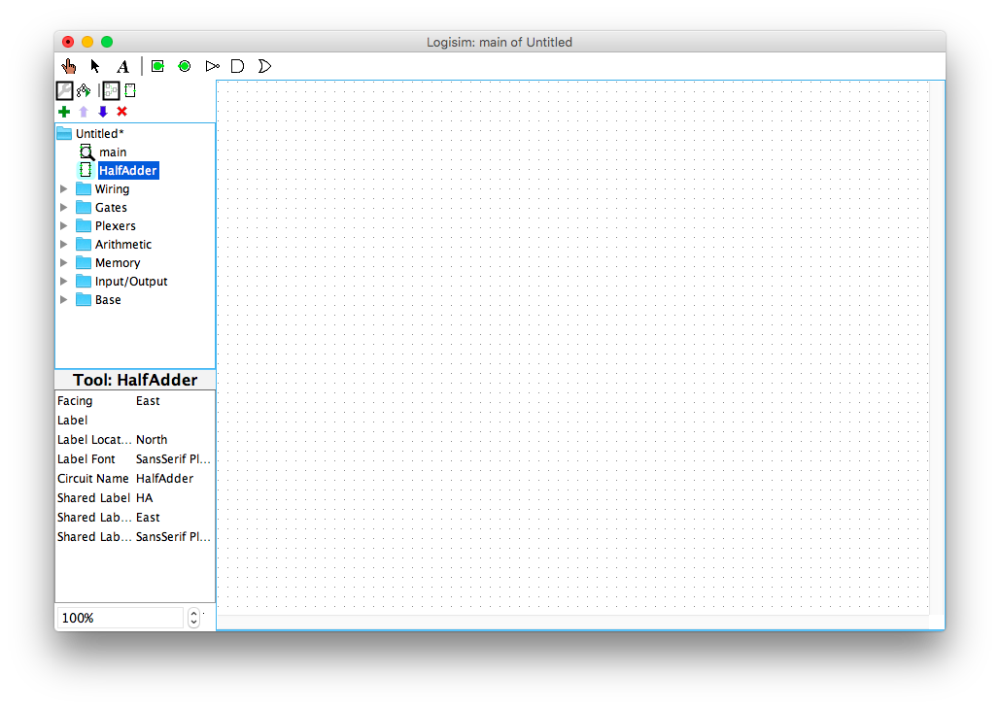 Logisim: main of Untitled
A
Untitled*
main
HalfAdder
Wiring
Gates
Plexers
Arithmetic
Memory
Input/Output
Base
Tool: HalfAdder
Facing East
Label
Label Locat... North
Label Font SansSerif Pl...
Circuit Name HalfAdder
Shared Label HA
Shared Lab... East
Shared Lab... SansSerif Pl...
100%